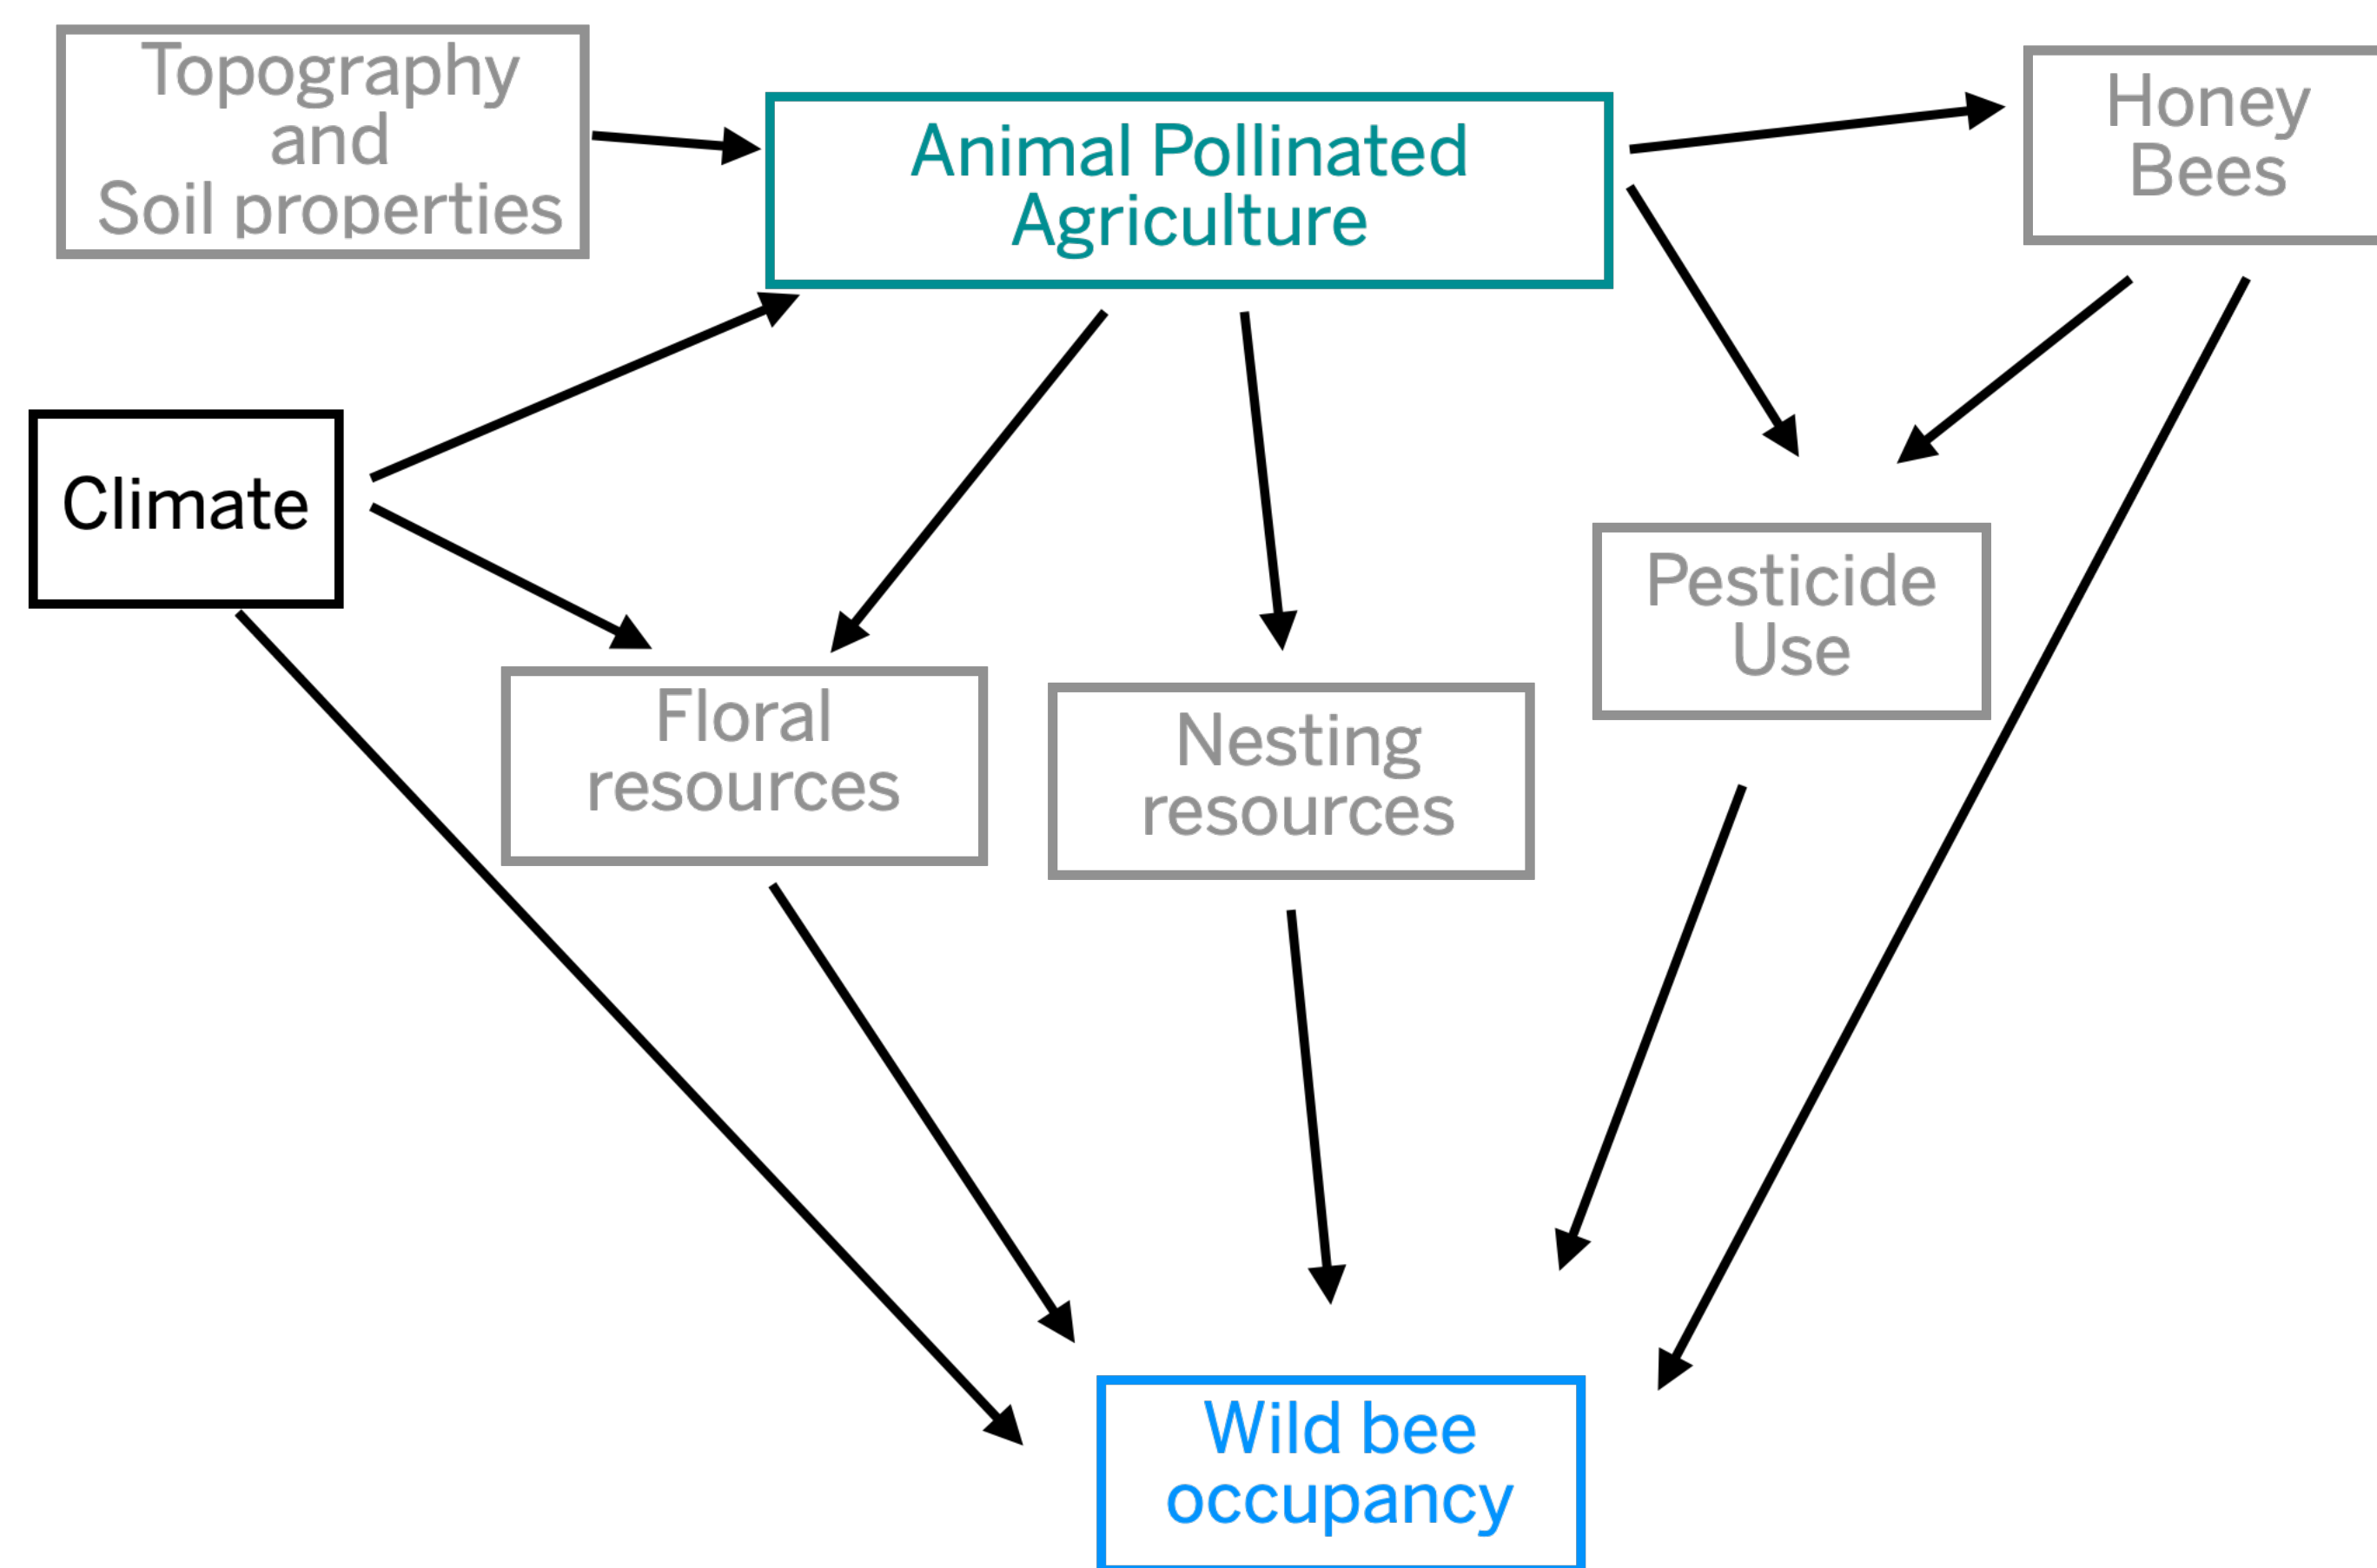 Topography
and
Soil properties
Animal Pollinated
Agriculture
Honey
Bees
Climate
Pesticide
Use
Floral
resources
Nesting
resources
Wild bee
occupancy